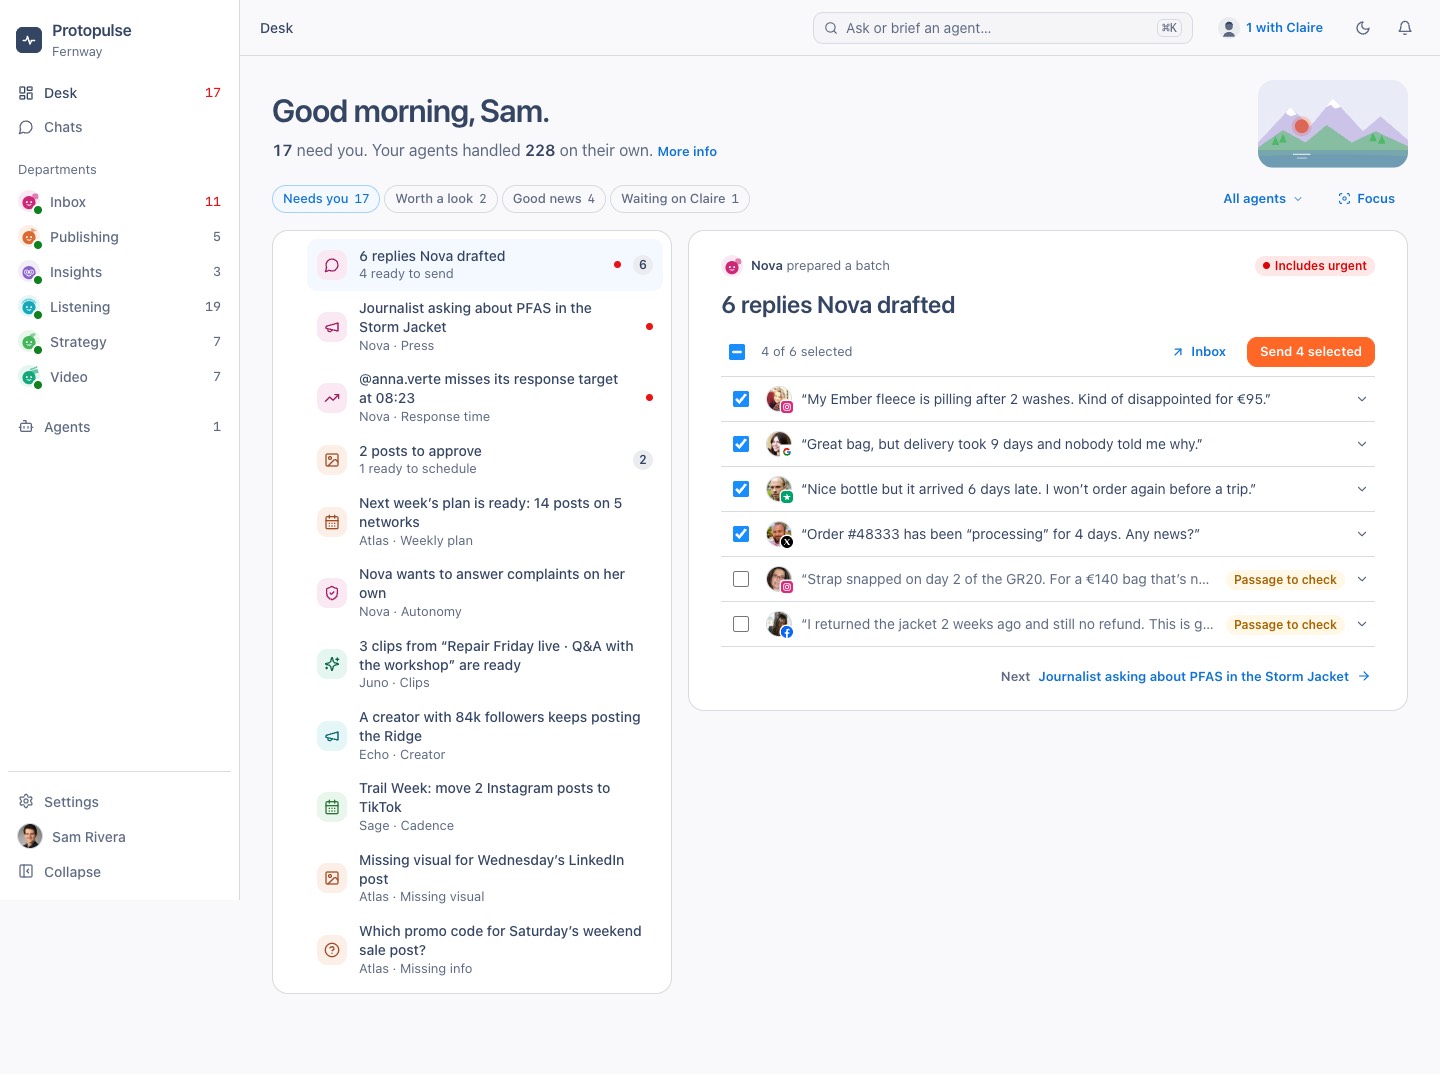 Protopulse
Fernway
Desk 17
Chats
Departments
Inbox 11
Publishing 5
Insights 3
Listening 19
Strategy 7
Video 7
Agents 1
Settings
Sam Rivera
Collapse
Desk
Ask or brief an agent...
⌘K
1 with Claire
Good morning, Sam.
17 need you. Your agents handled 228 on their own. More info
Needs you 17
Worth a look 2
Good news 4
Waiting on Claire 1
All agents
Focus
6 replies Nova drafted
4 ready to send
6
Journalist asking about PFAS in the
Storm Jacket
Nova · Press
@anna.verte misses its response target
at 08:23
Nova · Response time
2 posts to approve
1 ready to schedule
2
Next week’s plan is ready: 14 posts on 5
networks
Atlas · Weekly plan
Nova wants to answer complaints on her
own
Nova · Autonomy
3 clips from “Repair Friday live · Q&A with
the workshop” are ready
Juno · Clips
A creator with 84k followers keeps posting
the Ridge
Echo · Creator
Trail Week: move 2 Instagram posts to
TikTok
Sage · Cadence
Missing visual for Wednesday’s LinkedIn
post
Atlas · Missing visual
Which promo code for Saturday’s weekend
sale post?
Atlas · Missing info
Nova prepared a batch
Includes urgent
6 replies Nova drafted
4 of 6 selected
Inbox
Send 4 selected
“My Ember fleece is pilling after 2 washes. Kind of disappointed for €95.”
“Great bag, but delivery took 9 days and nobody told me why.”
“Nice bottle but it arrived 6 days late. I won’t order again before a trip.”
“Order #48333 has been “processing” for 4 days. Any news?”
“Strap snapped on day 2 of the GR20. For a €140 bag that’s n... Passage to check
“I returned the jacket 2 weeks ago and still no refund. This is g... Passage to check
Next Journalist asking about PFAS in the Storm Jacket